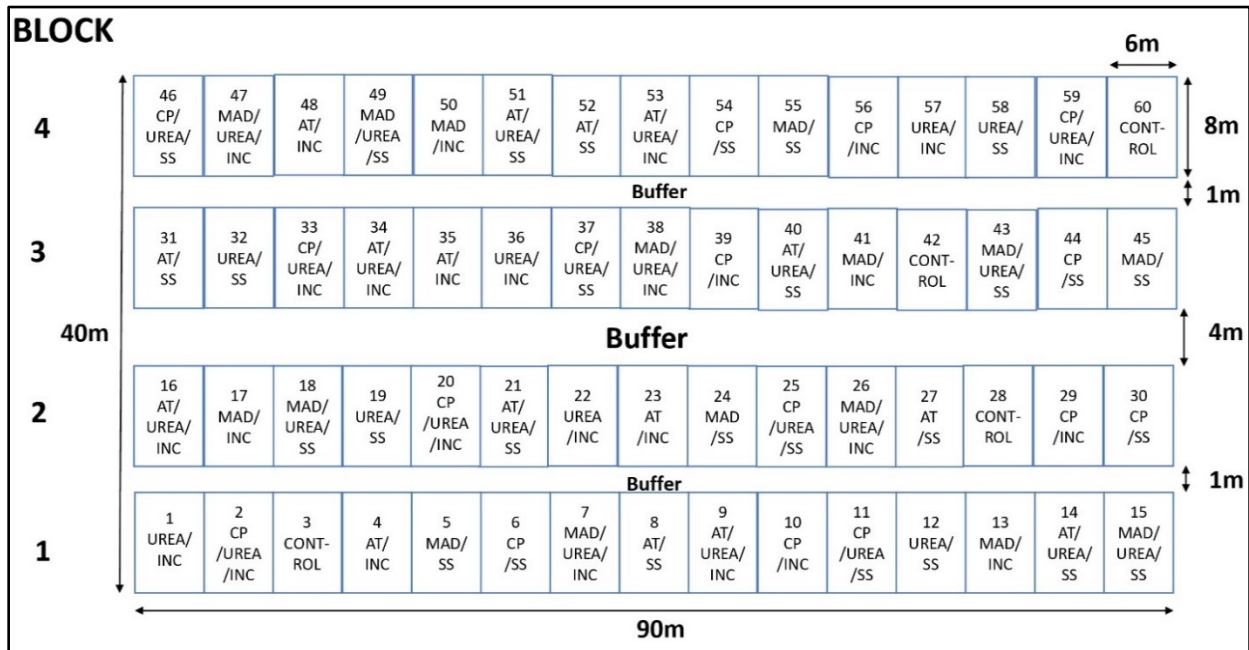 BLOCK
6m
4
46
CP/
UREA/
SS
47
MAD/
UREA/
INC
48
AT/
INC
49
MAD
/UREA
/SS
50
MAD
/INC
51
AT/
UREA/
SS
52
AT/
SS
53
AT/
UREA/
INC
54
CP
/SS
55
MAD/
SS
56
CP
/INC
57
UREA/
INC
58
UREA/
SS
59
CP/
UREA/
INC
60
CONT-
ROL
8m
Buffer
1m
3
31
AT/
SS
32
UREA/
SS
33
CP/
UREA/
INC
34
AT/
UREA/
INC
35
AT/
INC
36
UREA/
INC
37
CP/
UREA/
SS
38
MAD/
UREA/
INC
39
CP
/INC
40
AT/
UREA/
SS
41
MAD/
INC
42
CONT-
ROL
43
MAD/
UREA/
SS
44
CP
/SS
45
MAD/
SS
40m
Buffer
4m
2
16
AT/
UREA/
INC
17
MAD/
INC
18
MAD/
UREA/
SS
19
UREA/
SS
20
CP
/UREA
/INC
21
AT/
UREA/
SS
22
UREA
/INC
23
AT
/INC
24
MAD
/SS
25
CP
/UREA
/SS
26
MAD/
UREA/
INC
27
AT
/SS
28
CONT-
ROL
29
CP
/INC
30
CP
/SS
Buffer
1m
1
1
UREA/
INC
2
CP
/UREA
/INC
3
CONT-
ROL
4
AT/
INC
5
MAD/
SS
6
CP
/SS
7
MAD/
UREA/
INC
8
AT/
SS
9
AT/
UREA/
INC
10
CP
/INC
11
CP
/UREA
/SS
12
UREA/
SS
13
MAD/
INC
14
AT/
UREA/
SS
15
MAD/
UREA/
SS
90m